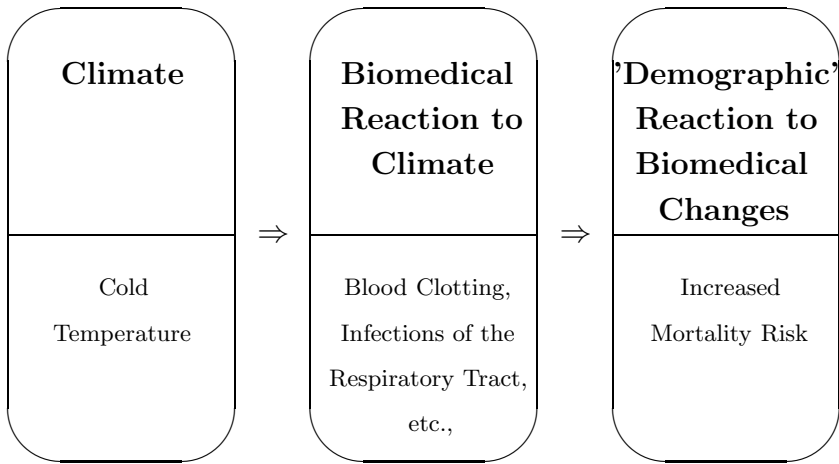 Climate
Biomedical
Reaction to
Climate
’Demographic’
Reaction to
Biomedical
Changes
⇒
⇒
Cold
Temperature
Blood Clotting,
Infections of the
Respiratory Tract,
etc.,
Increased
Mortality Risk